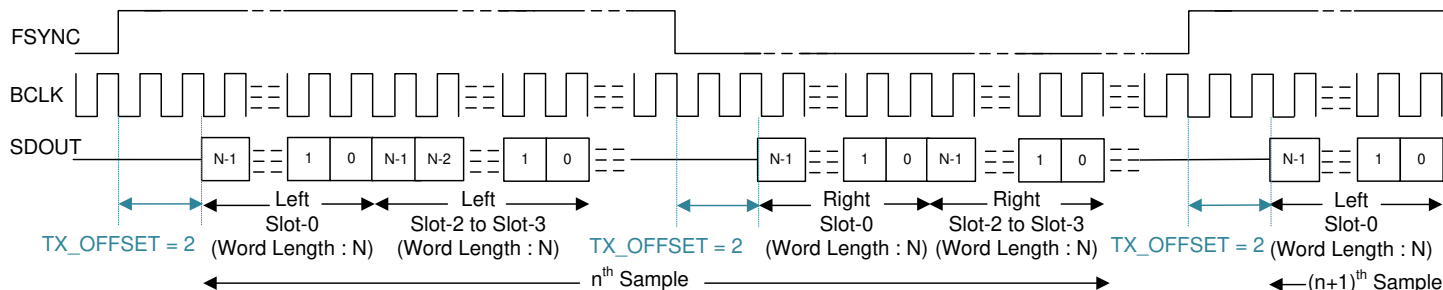 FSYNC
BCLK
SDOUT
N-1 1 0 N-1 N-2 1 0 N-1 1 0 N-1 1 0 N-1 1 0
Left Left Right Right Left
Slot-0 Slot-2 to Slot-3 Slot-0 Slot-2 to Slot-3 Slot-0
TX_OFFSET = 2 (Word Length : N) (Word Length : N) TX_OFFSET = 2 (Word Length : N) (Word Length : N) TX_OFFSET = 2 (Word Length : N)
nth Sample (n+1)th Sample